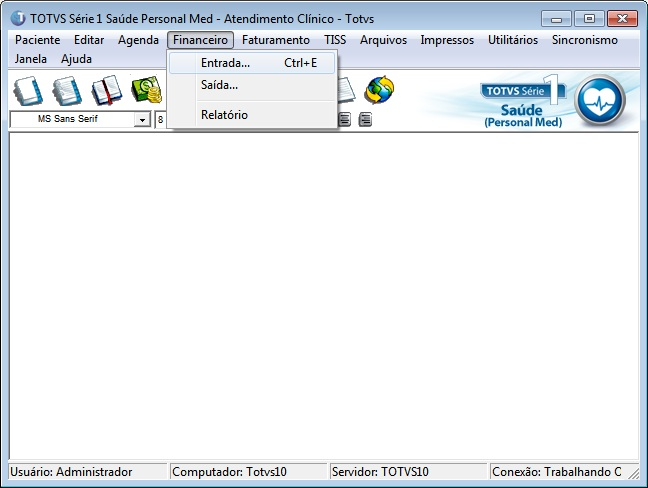 TOTVS Série 1 Saúde Personal Med - Atendimento Clínico - Totvs
Paciente Editar Agenda Financeiro Faturamento TISS Arquivos Impressos Utilitários Sincronismo
Janela Ajuda
Entrada... Ctrl+E
Saída...
Relatório
MS Sans Serif 8
TOTVS Série 1
Saúde
(Personal Med)
Usuário: Administrador Computador: Totvs10 Servidor: TOTVS10 Conexão: Trabalhando O